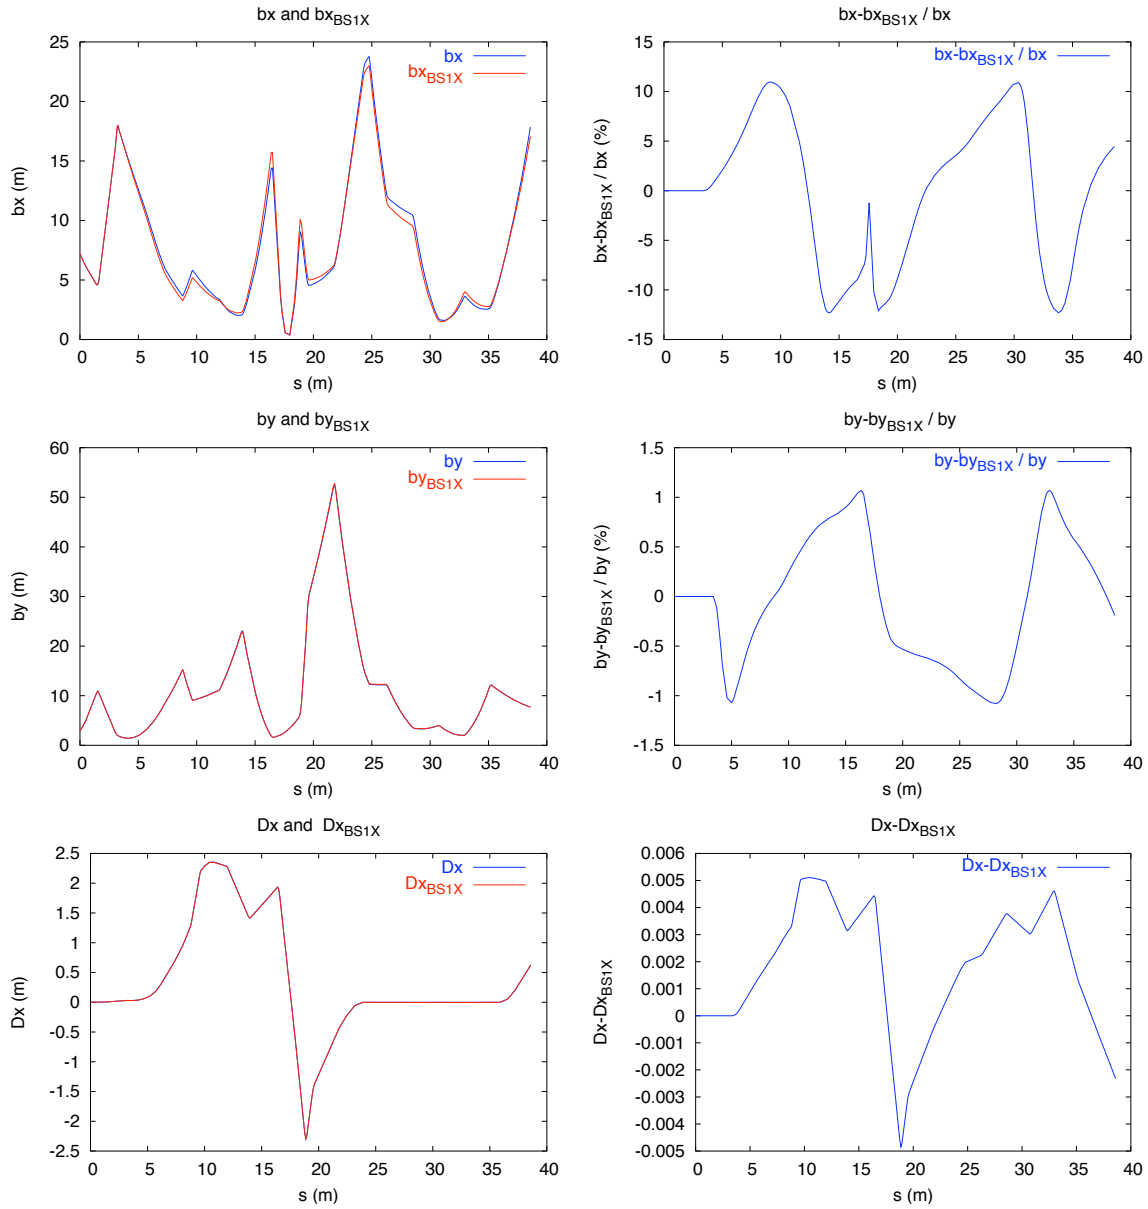 bx and bxBS1X
bx
bxBS1X
25
20
15
10
5
0
bx (m)
0 5 10 15 20 25 30 35 40
s (m)
bx-bxBS1X / bx
bx-bxBS1X / bx
15
10
5
0
-5
-10
-15
bx-bxBS1X / bx (%)
0 5 10 15 20 25 30 35 40
s (m)
by and byBS1X
by
byBS1X
60
50
40
30
20
10
0
by (m)
0 5 10 15 20 25 30 35 40
s (m)
by-byBS1X / by
by-byBS1X / by
1.5
1
0.5
0
-0.5
-1
-1.5
by-byBS1X / by (%)
0 5 10 15 20 25 30 35 40
s (m)
Dx and DxBS1X
Dx
DxBS1X
2.5
2
1.5
1
0.5
0
-0.5
-1
-1.5
-2
-2.5
Dx (m)
0 5 10 15 20 25 30 35 40
s (m)
Dx-DxBS1X
Dx-DxBS1X
0.006
0.005
0.004
0.003
0.002
0.001
0
-0.001
-0.002
-0.003
-0.004
-0.005
Dx-DxBS1X
0 5 10 15 20 25 30 35 40
s (m)